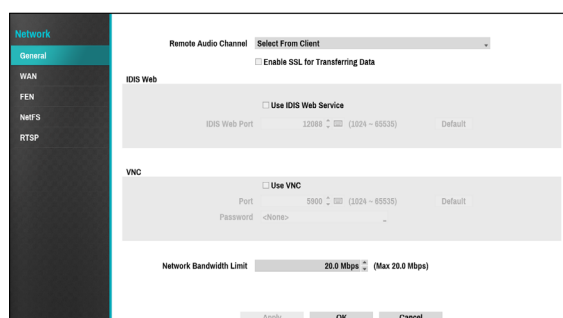 Network
General
WAN
FEN
NetFS
RTSP
Remote Audio Channel Select From Client
Enable SSL for Transferring Data
IDIS Web
Use IDIS Web Service
IDIS Web Port 12088 (1024 ~ 65535) Default
VNC
Use VNC
Port 5900 (1024 ~ 65535) Default
Password <None>
Network Bandwidth Limit 20.0 Mbps (Max 20.0 Mbps)
Apply OK Cancel